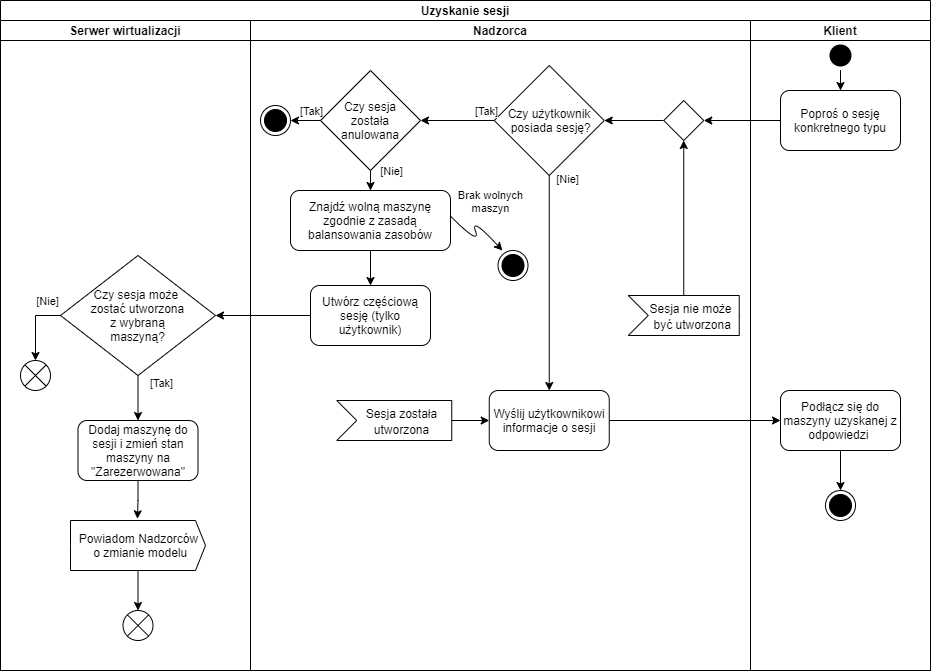 Uzyskanie sesji
Serwer wirtualizacji
Nadzorca
Klient
Poproś o sesję
konkretnego typu
Czy użytkownik
posiada sesję?
[Tak]
[Nie]
Czy sesja
została
anulowana
[Tak]
[Nie]
Znajdź wolną maszynę
zgodnie z zasadą
balansowania zasobów
Brak wolnych
maszyn
Utwórz częściową
sesję (tylko
użytkownik)
Sesja nie może
być utworzona
Czy sesja może
zostać utworzona
z wybraną
maszyną?
[Nie]
[Tak]
Dodaj maszynę do
sesji i zmień stan
maszyny na
"Zarezerwowana"
Powiadom Nadzorców
o zmianie modelu
Sesja została
utworzona
Wyślij użytkownikowi
informacje o sesji
Podłącz się do
maszyny uzyskanej z
odpowiedzi